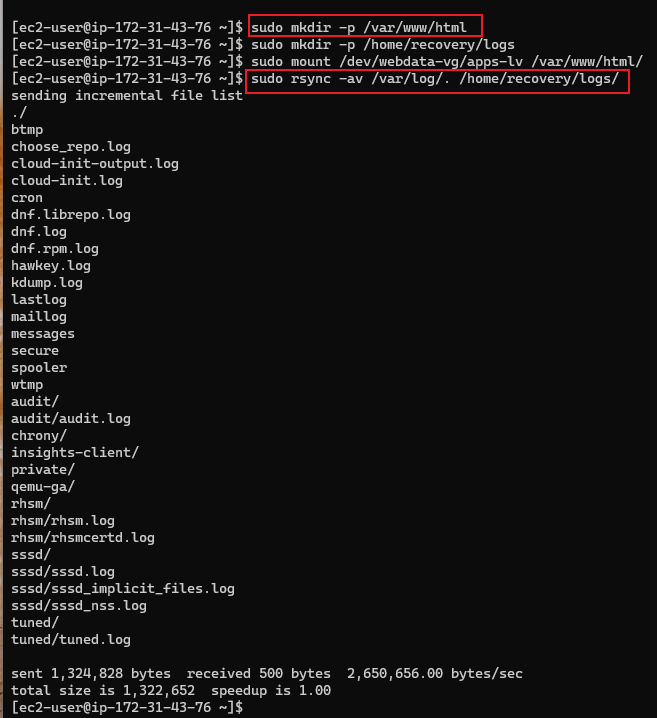 [ec2-user@ip-172-31-43-76 ~]$ sudo mkdir -p /var/www/html
[ec2-user@ip-172-31-43-76 ~]$ sudo mkdir -p /home/recovery/logs
[ec2-user@ip-172-31-43-76 ~]$ sudo mount /dev/webdata-vg/apps-lv /var/www/html/
[ec2-user@ip-172-31-43-76 ~]$ sudo rsync -av /var/log/. /home/recovery/logs/
sending incremental file list
./
btmp
choose_repo.log
cloud-init-output.log
cloud-init.log
cron
dnf.librepo.log
dnf.log
dnf.rpm.log
hawkey.log
kdump.log
lastlog
maillog
messages
secure
spooler
wtmp
audit/
audit/audit.log
chrony/
insights-client/
private/
qemu-ga/
rhsm/
rhsm/rhsm.log
rhsm/rhsmcertd.log
sssd/
sssd/sssd.log
sssd/sssd_implicit_files.log
sssd/sssd_nss.log
tuned/
tuned/tuned.log
sent 1,324,828 bytes  received 500 bytes  2,650,656.00 bytes/sec
total size is 1,322,652  speedup is 1.00
[ec2-user@ip-172-31-43-76 ~]$